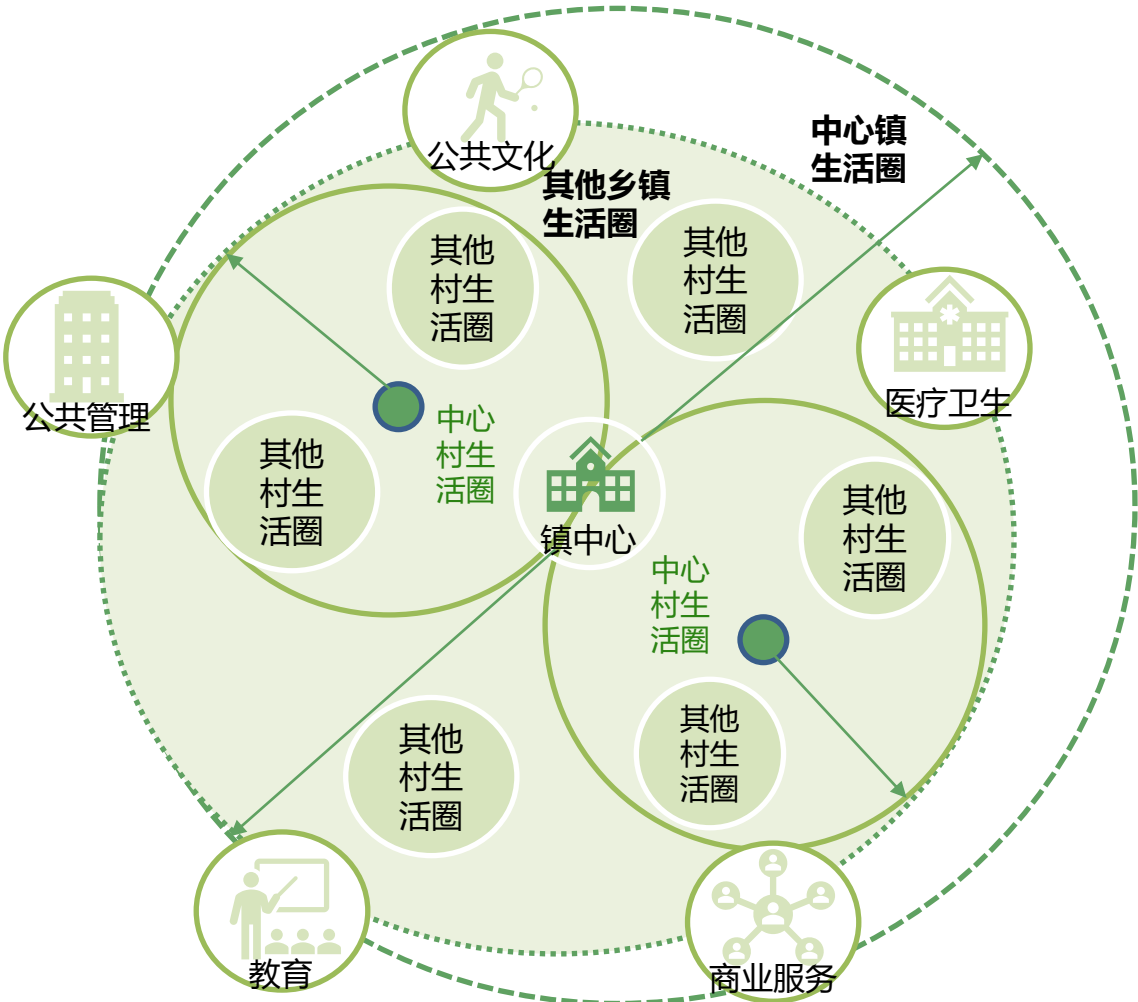 公共文化
中心镇
生活圈
其他乡镇
生活圈
其他
村生
活圈
其他
村生
活圈
公共管理
医疗卫生
中心
村生
活圈
其他
村生
活圈
镇中心
其他
村生
活圈
中心
村生
活圈
其他
村生
活圈
其他
村生
活圈
教育
商业服务